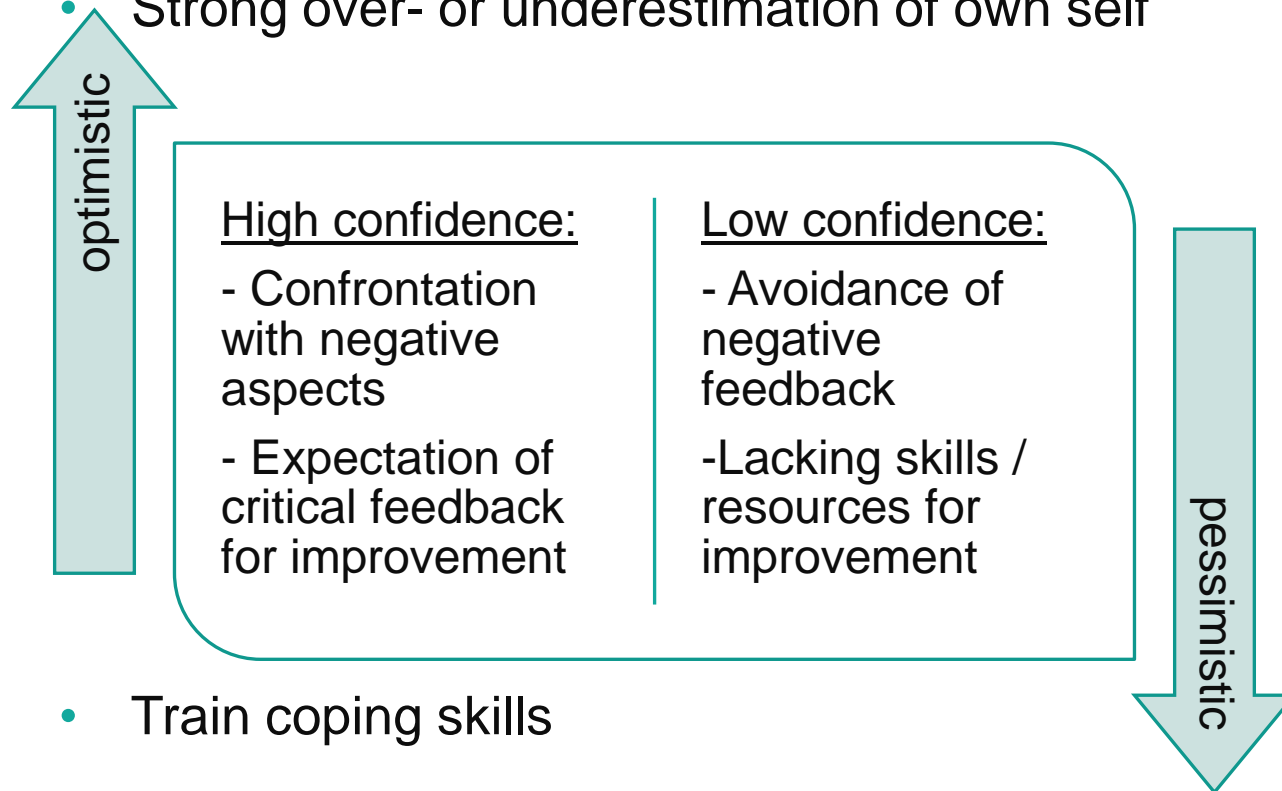 • Strong over- or underestimation of own self
optimistic
High confidence:
- Confrontation
with negative
aspects
- Expectation of
critical feedback
for improvement
Low confidence:
- Avoidance of
negative
feedback
-Lacking skills /
resources for
improvement
pessimistic
• Train coping skills